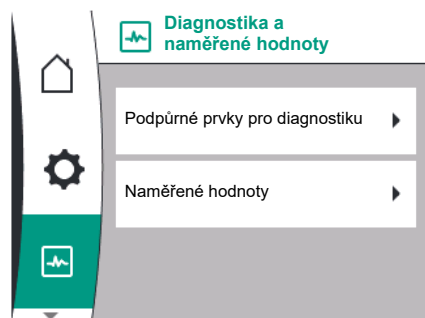 Diagnostika a
naměřené hodnoty
Podpůrné prvky pro diagnostiku
Naměřené hodnoty